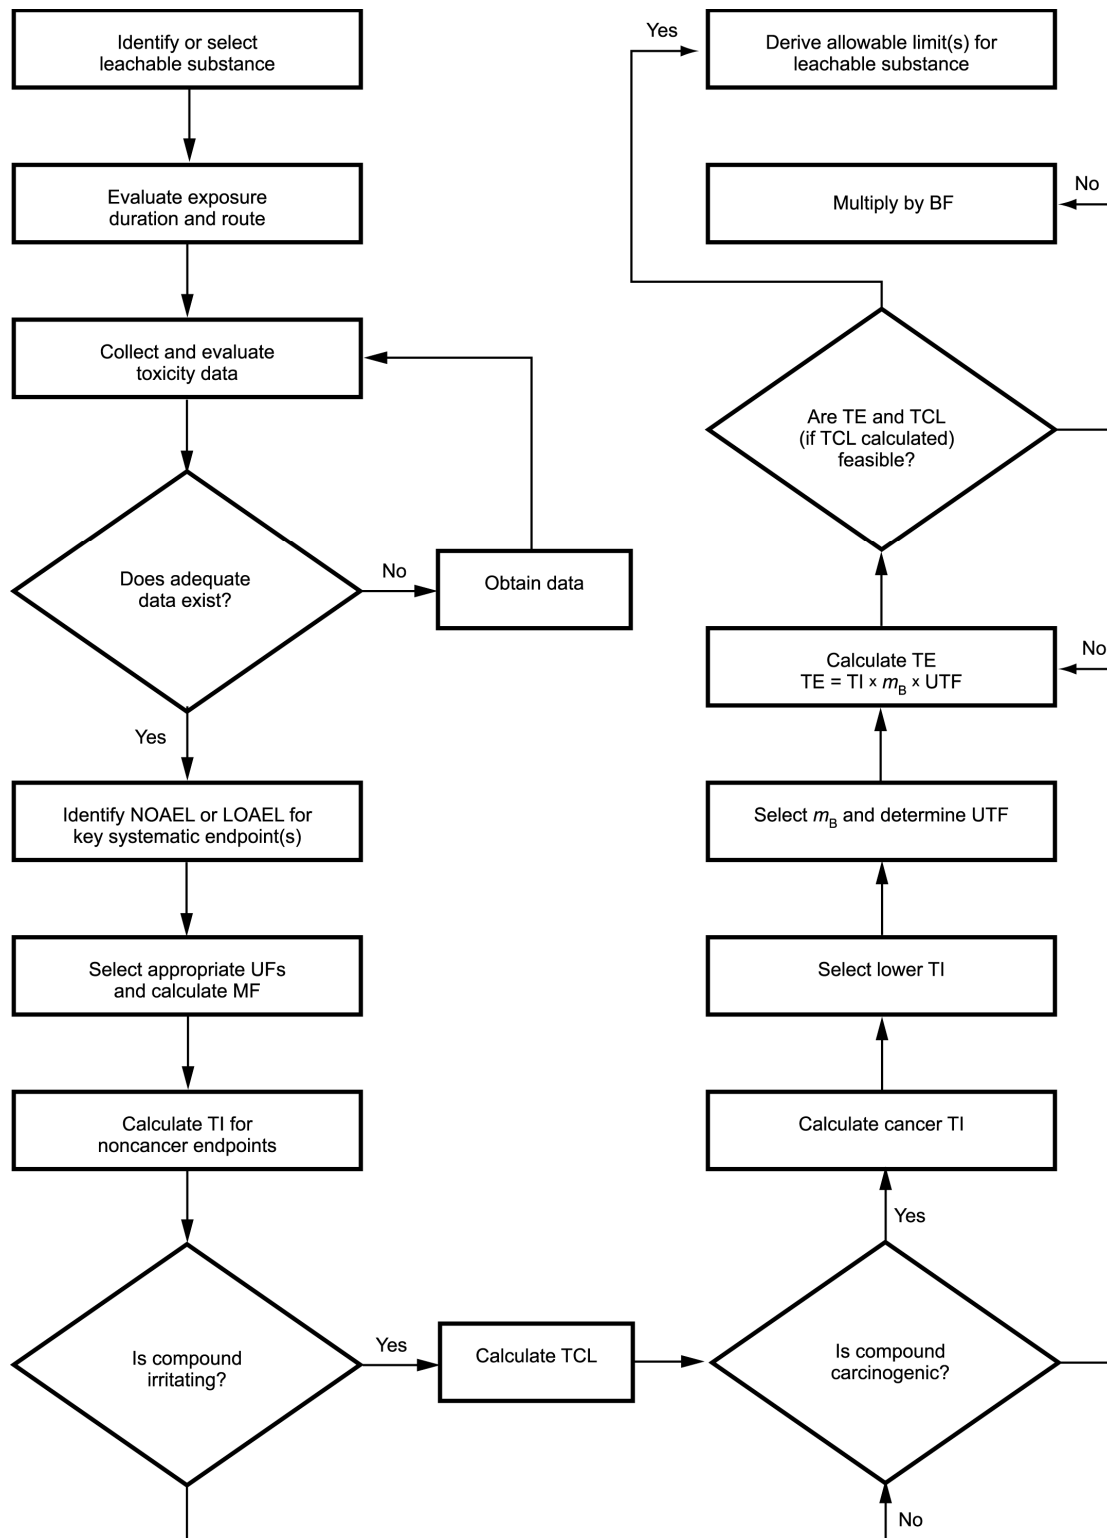 Identify or select
leachable substance
Evaluate exposure
duration and route
Collect and evaluate
toxicity data
Does adequate
data exist?
No
Obtain data
Yes
Identify NOAEL or LOAEL for
key systematic endpoint(s)
Select appropriate UFs
and calculate MF
Calculate TI for
noncancer endpoints
Is compound
irritating?
Yes
Calculate TCL
Is compound
carcinogenic?
No
Yes
Calculate cancer TI
Select lower TI
Select mB and determine UTF
Calculate TE
TE = TI x mB x UTF
No
Are TE and TCL
(if TCL calculated)
feasible?
No
Multiply by BF
Yes
Derive allowable limit(s) for
leachable substance